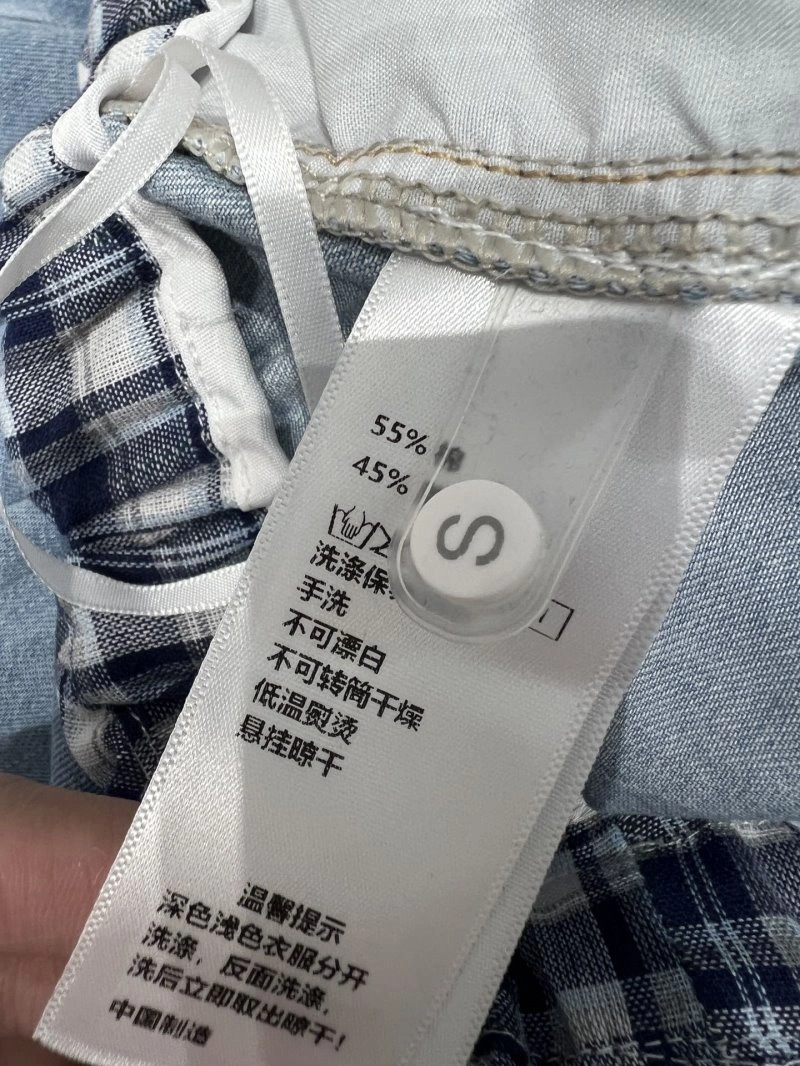 55% 棉
45%
S
洗涤保
手洗
不可漂白
不可转筒干燥
低温熨烫
悬挂晾干
温馨提示
深色浅色衣服分开
洗涤，反面洗涤，
洗后立即取出晾干！
中国制造